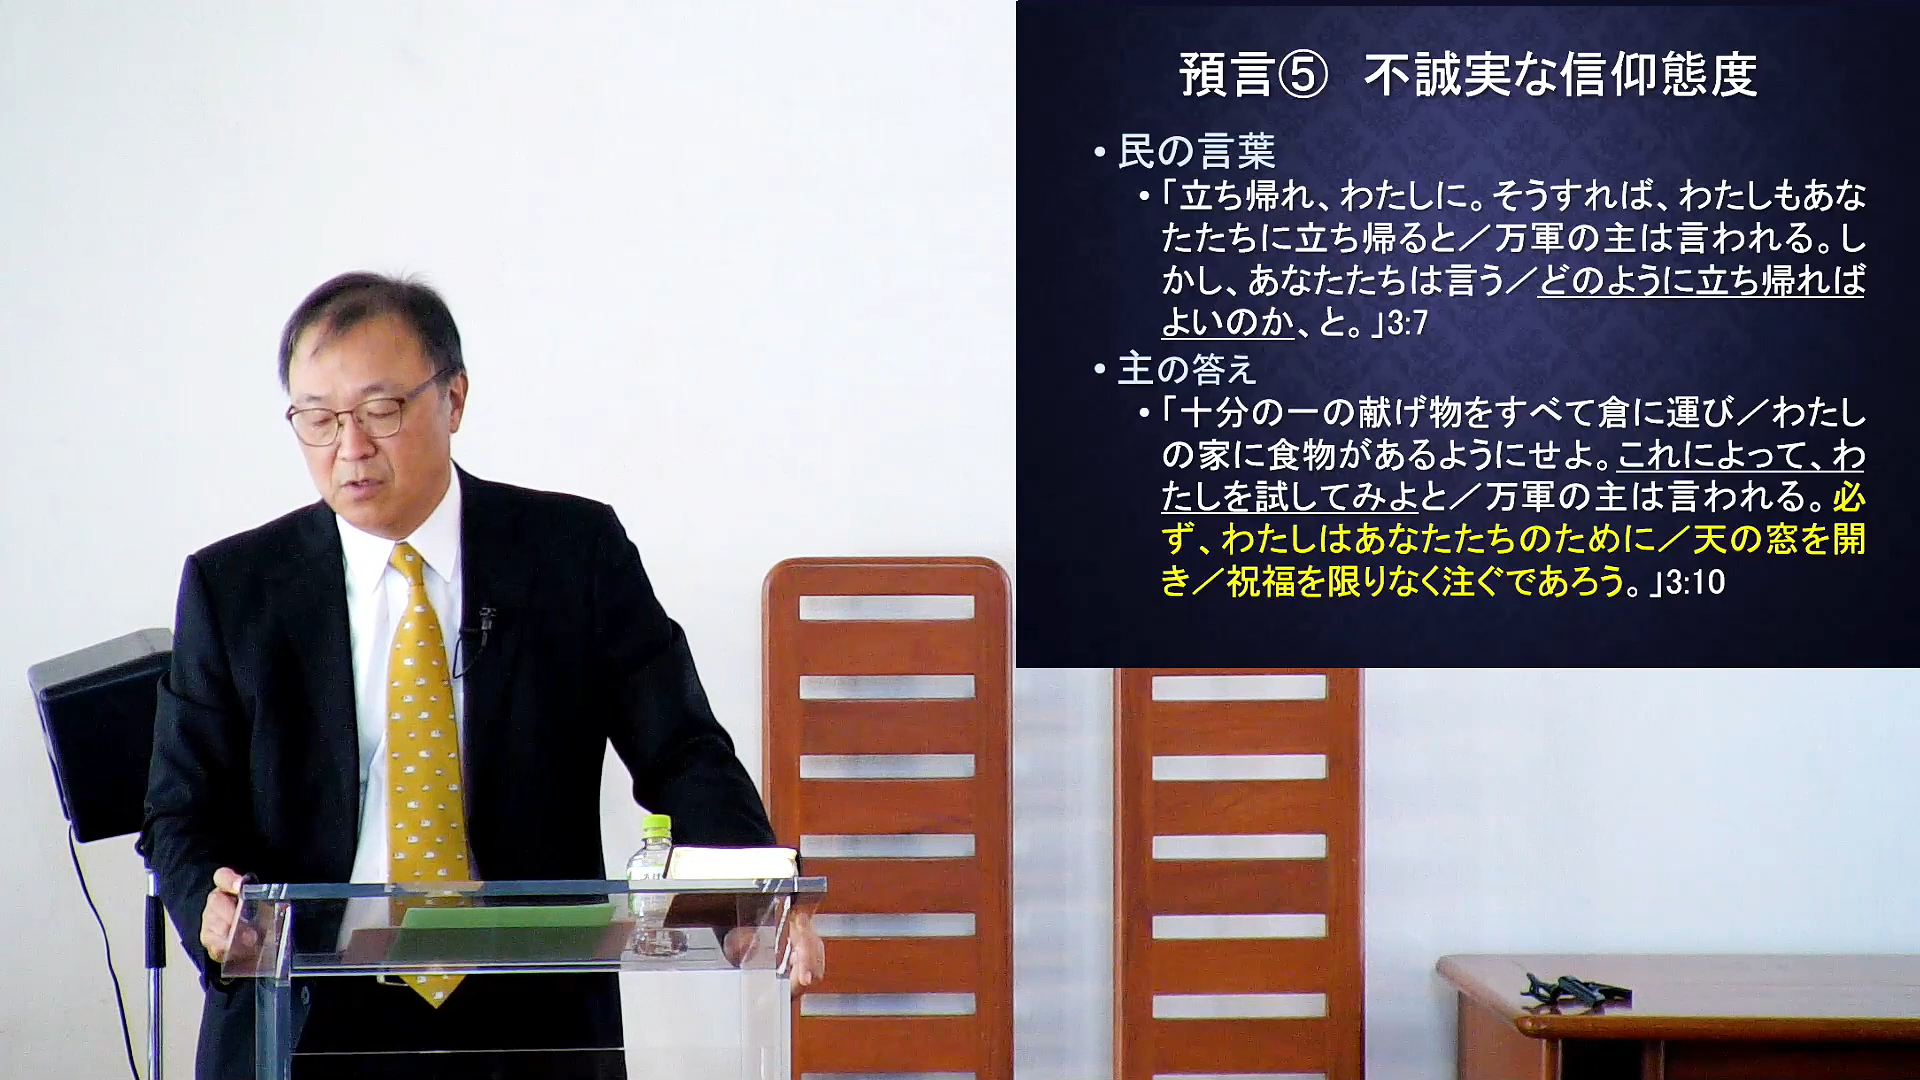 預言⑤　不誠実な信仰態度
• 民の言葉
• 「立ち帰れ、わたしに。そうすれば、わたしもあな
たたちに立ち帰ると／万軍の主は言われる。し
かし、あなたたちは言う／どのように立ち帰れば
よいのか、と。」3:7
• 主の答え
• 「十分の一の献げ物をすべて倉に運び／わたし
の家に食物があるようにせよ。これによって、わ
たしを試してみよと／万軍の主は言われる。必
ず、わたしはあなたたちのために／天の窓を開
き／祝福を限りなく注ぐであろう。」3:10